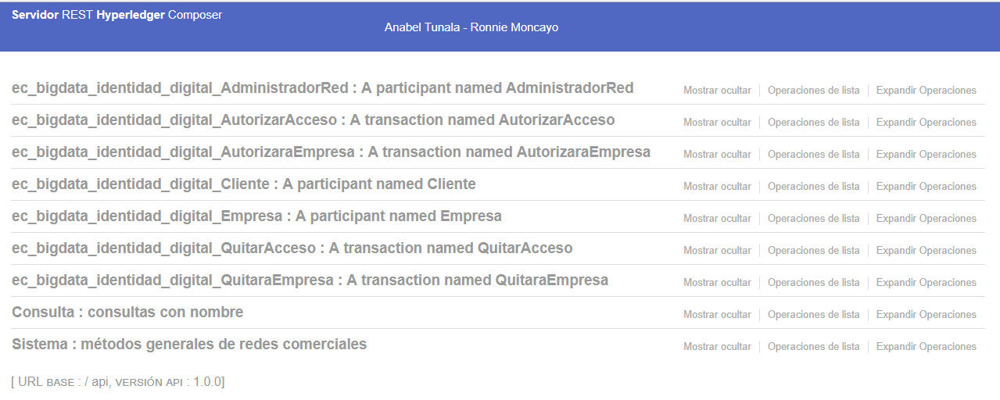 Servidor REST Hyperledger Composer
Anabel Tunala - Ronnie Moncayo
ec_bigdata_identidad_digital_AdministradorRed : A participant named AdministradorRed Mostrar ocultar Operaciones de lista Expandir Operaciones
ec_bigdata_identidad_digital_AutorizarAcceso : A transaction named AutorizarAcceso Mostrar ocultar Operaciones de lista Expandir Operaciones
ec_bigdata_identidad_digital_AutorizaraEmpresa : A transaction named AutorizaraEmpresa Mostrar ocultar Operaciones de lista Expandir Operaciones
ec_bigdata_identidad_digital_Cliente : A participant named Cliente Mostrar ocultar Operaciones de lista Expandir Operaciones
ec_bigdata_identidad_digital_Empresa : A participant named Empresa Mostrar ocultar Operaciones de lista Expandir Operaciones
ec_bigdata_identidad_digital_QuitarAcceso : A transaction named QuitarAcceso Mostrar ocultar Operaciones de lista Expandir Operaciones
ec_bigdata_identidad_digital_QuitaraEmpresa : A transaction named QuitaraEmpresa Mostrar ocultar Operaciones de lista Expandir Operaciones
Consulta : consultas con nombre Mostrar ocultar Operaciones de lista Expandir Operaciones
Sistema : métodos generales de redes comerciales Mostrar ocultar Operaciones de lista Expandir Operaciones
[ URL BASE : / api, VERSIÓN API : 1.0.0]